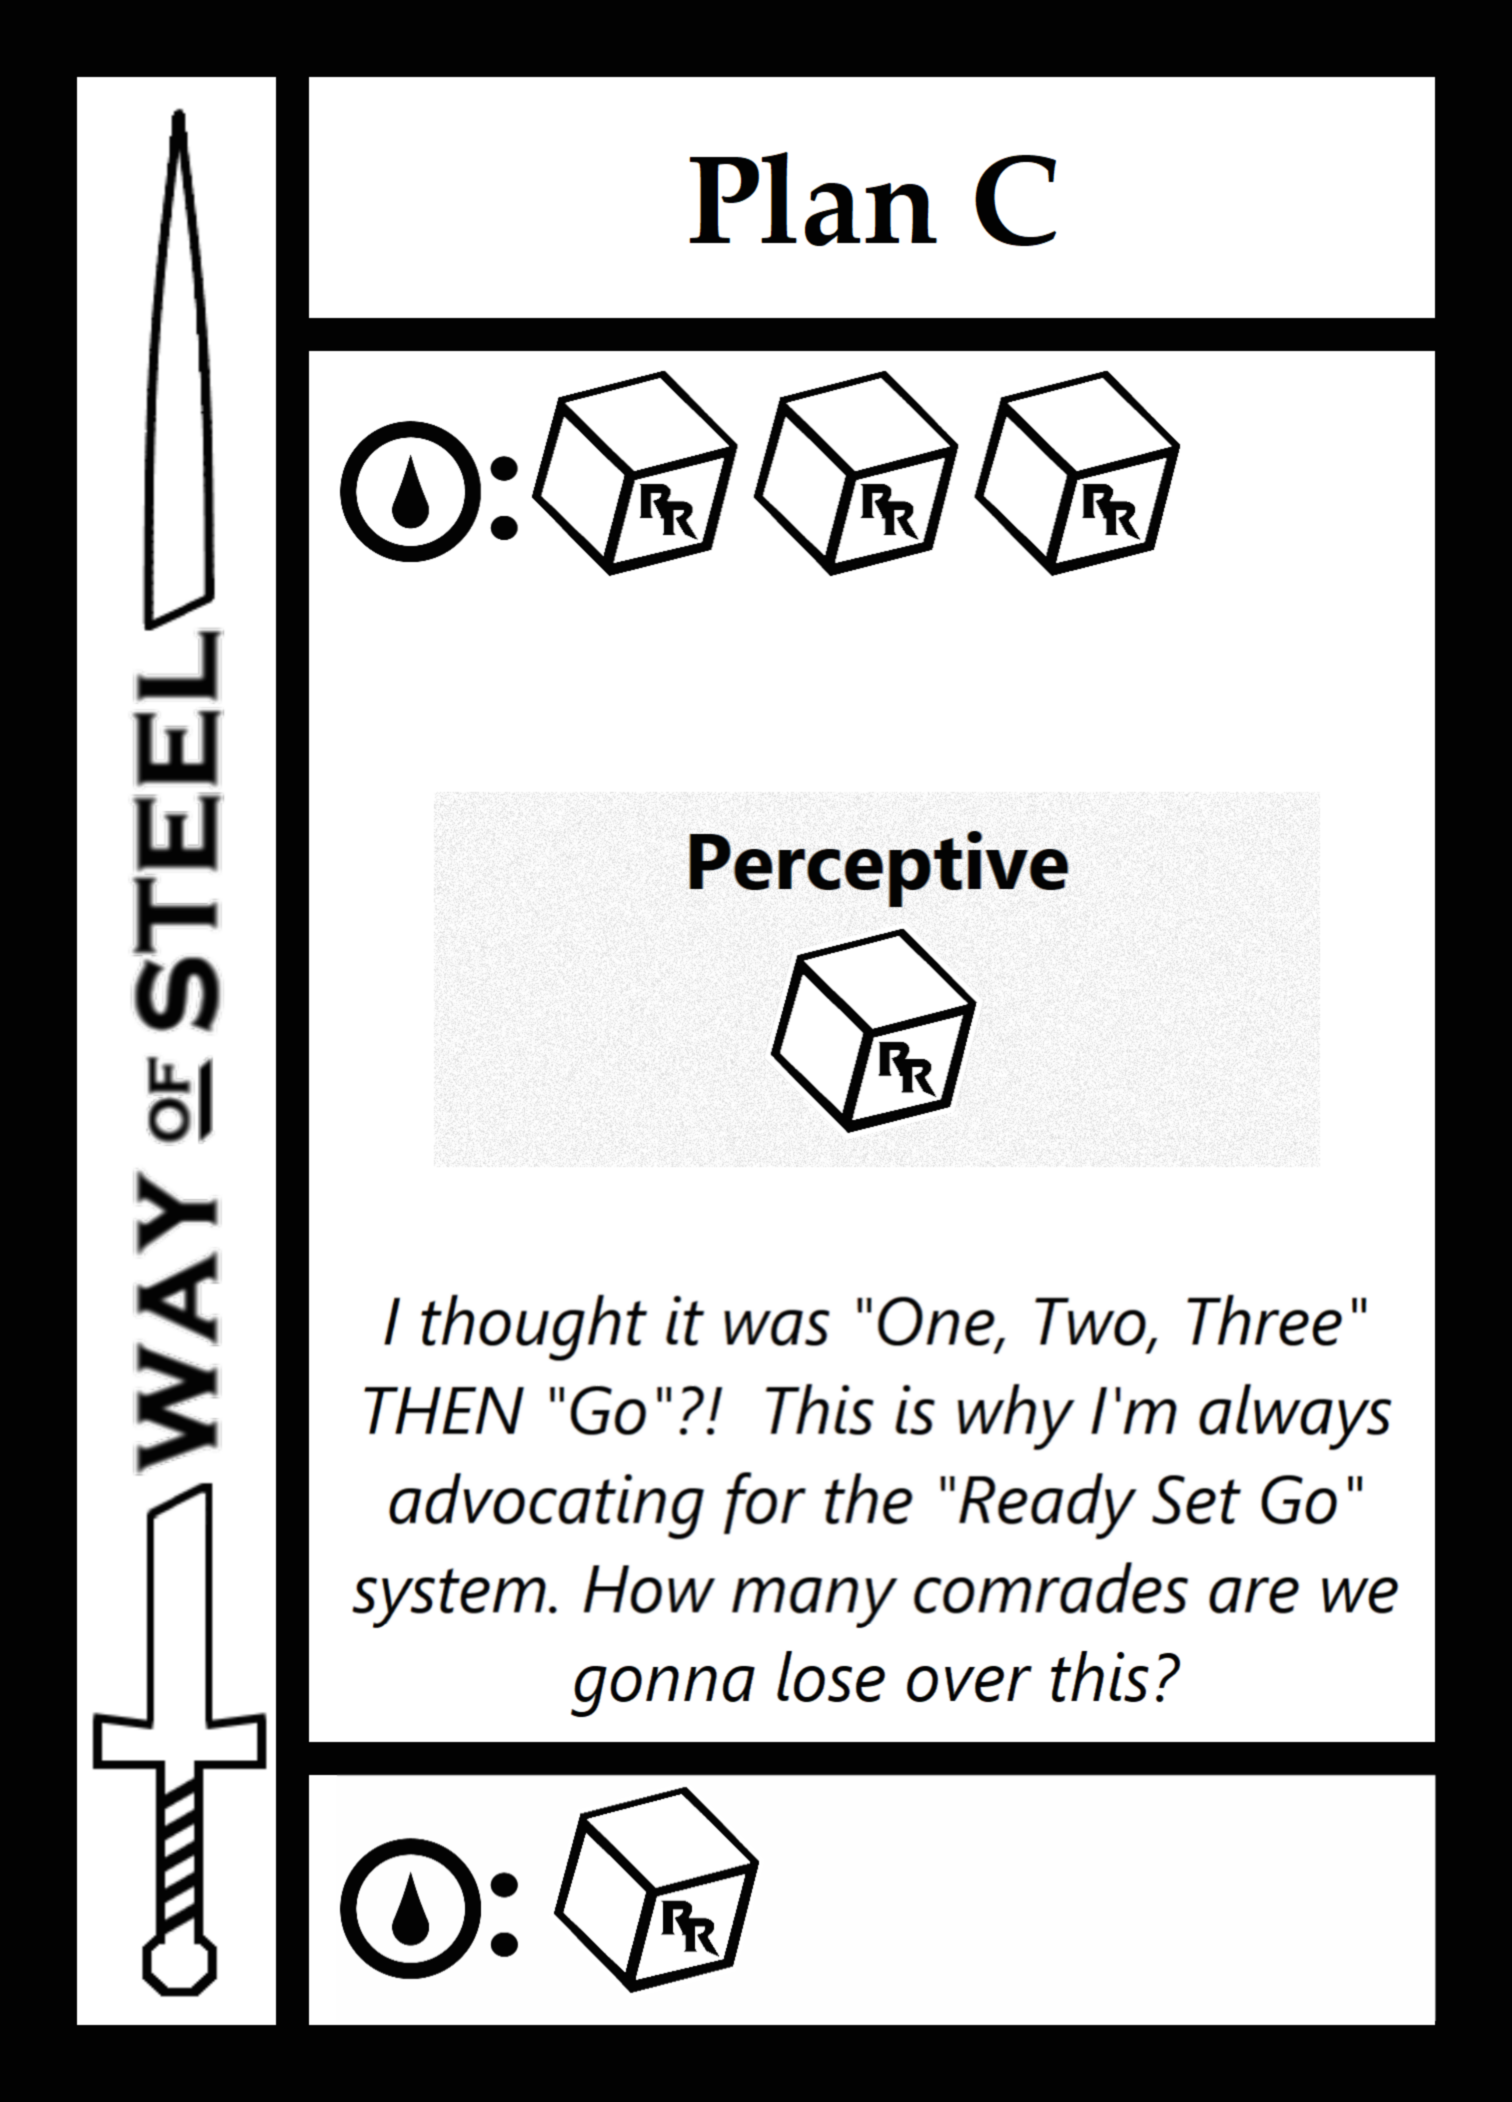 WAY OF STEEL
Plan C
: RR RR RR
Perceptive
RR
I thought it was "One, Two, Three"
THEN "Go"?!  This is why I'm always
advocating for the "Ready Set Go"
system. How many comrades are we
gonna lose over this?
: RR